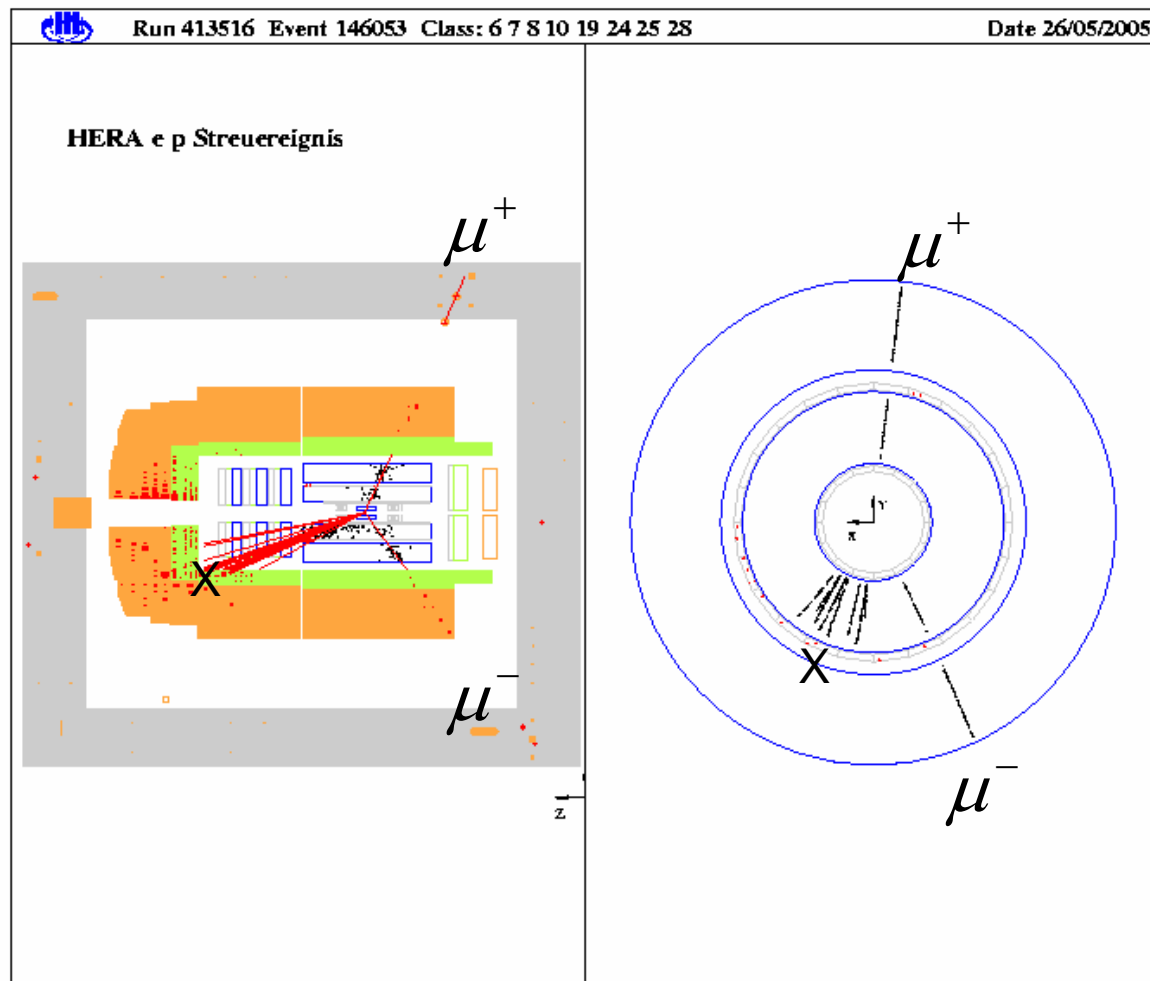 Run 413516 Event 146053 Class: 6 7 8 10 19 24 25 28 Date 26/05/2005
HERA e p Streuereignis
μ⁺
X
μ⁻
z
μ⁺
Y
x
X
μ⁻